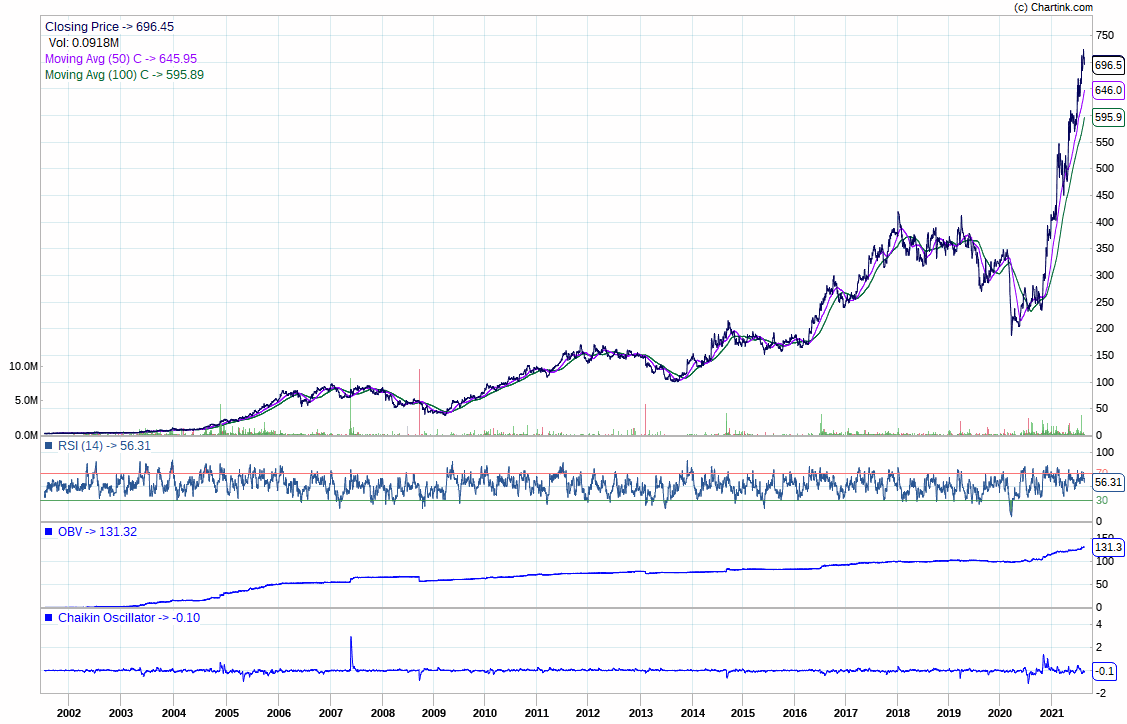 (c) Chartink.com
Closing Price -> 696.45
Vol: 0.0918M
Moving Avg (50) C -> 645.95
Moving Avg (100) C -> 595.89
750
696.5
646.0
595.9
550
500
450
400
350
300
250
200
150
100
50
0
10.0M
5.0M
0.0M
RSI (14) -> 56.31
100
70
56.31
30
0
OBV -> 131.32
150
131.3
100
50
0
Chaikin Oscillator -> -0.10
4
2
-0.1
-2
2002 2003 2004 2005 2006 2007 2008 2009 2010 2011 2012 2013 2014 2015 2016 2017 2018 2019 2020 2021